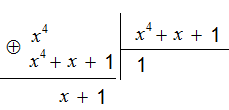 x⁴
⊕ x⁴ + x + 1 | x⁴ + x + 1
1
x + 1